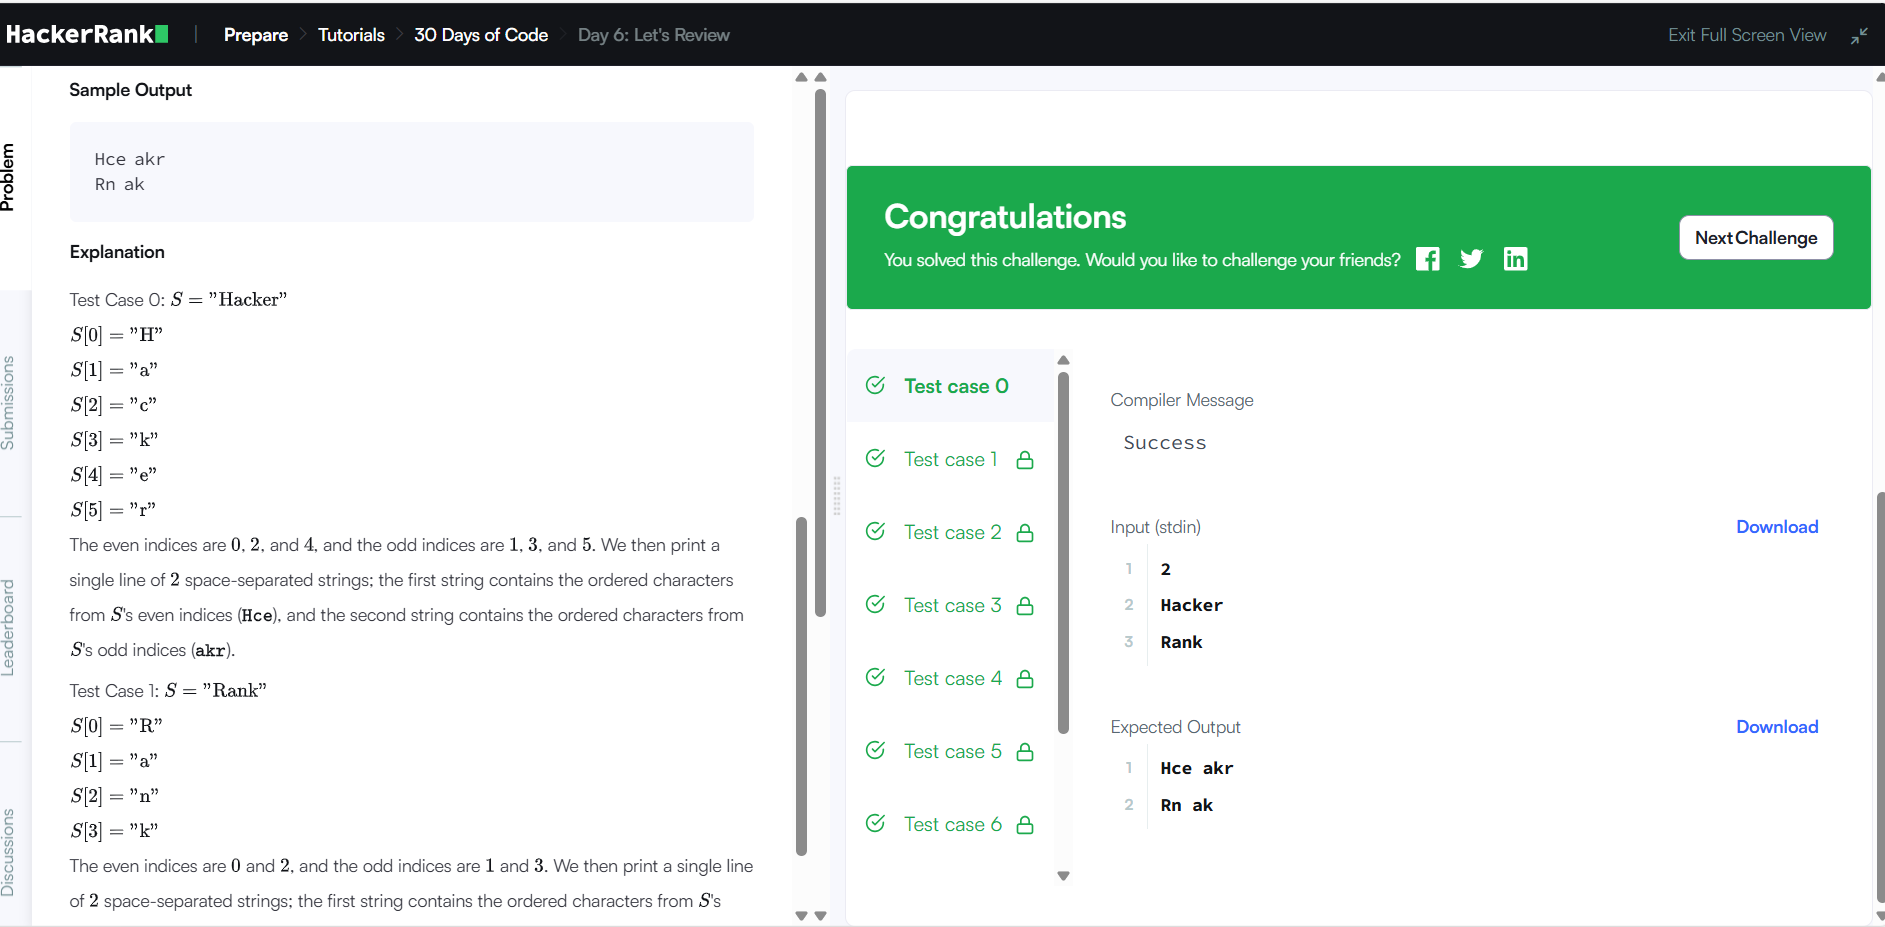 HackerRank
Prepare
Tutorials
30 Days of Code
Day 6: Let's Review
Exit Full Screen View
Problem
Submissions
Leaderboard
Discussions
Sample Output
Hce akr
Rn ak
Explanation
Test Case 0: S = "Hacker"
S[0] = "H"
S[1] = "a"
S[2] = "c"
S[3] = "k"
S[4] = "e"
S[5] = "r"
The even indices are 0, 2, and 4, and the odd indices are 1, 3, and 5. We then print a
single line of 2 space-separated strings; the first string contains the ordered characters
from S's even indices (Hce), and the second string contains the ordered characters from
S's odd indices (akr).
Test Case 1: S = "Rank"
S[0] = "R"
S[1] = "a"
S[2] = "n"
S[3] = "k"
The even indices are 0 and 2, and the odd indices are 1 and 3. We then print a single line
of 2 space-separated strings; the first string contains the ordered characters from S's
Congratulations
You solved this challenge. Would you like to challenge your friends?
Next Challenge
Test case 0
Test case 1
Test case 2
Test case 3
Test case 4
Test case 5
Test case 6
Compiler Message
Success
Input (stdin)
Download
1 2
2 Hacker
3 Rank
Expected Output
Download
1 Hce akr
2 Rn ak